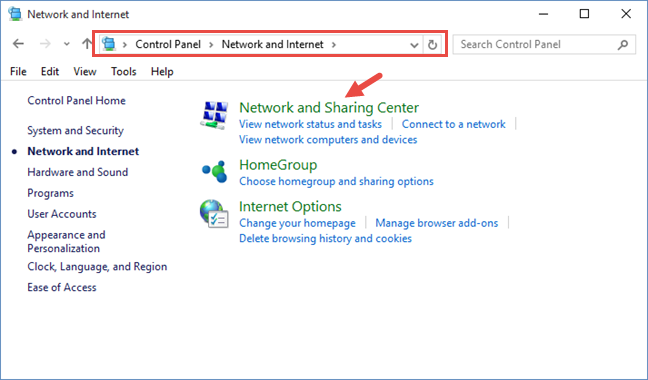 Network and Internet
Control Panel > Network and Internet >
Search Control Panel
File Edit View Tools Help
Control Panel Home
System and Security
Network and Internet
Hardware and Sound
Programs
User Accounts
Appearance and
Personalization
Clock, Language, and Region
Ease of Access
Network and Sharing Center
View network status and tasks
Connect to a network
View network computers and devices
HomeGroup
Choose homegroup and sharing options
Internet Options
Change your homepage
Manage browser add-ons
Delete browsing history and cookies